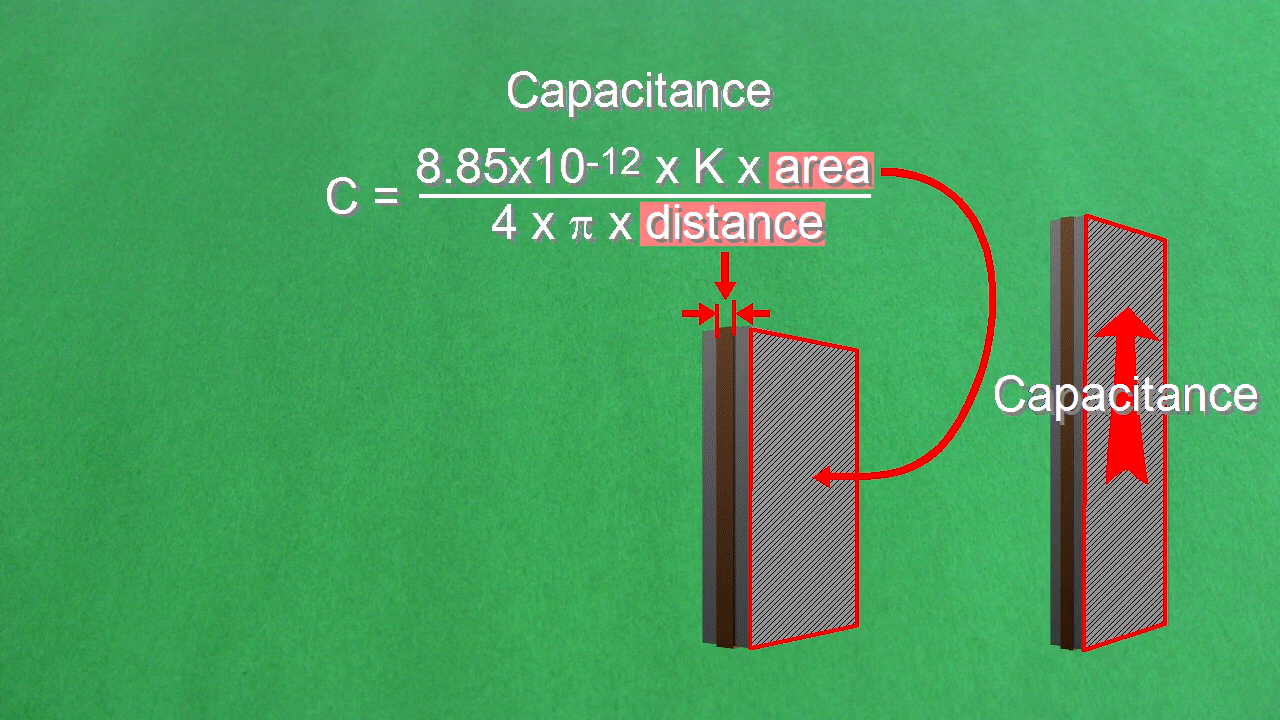 Capacitance
C = 8.85x10-12 x K x area
4 x π x distance
Capacitance